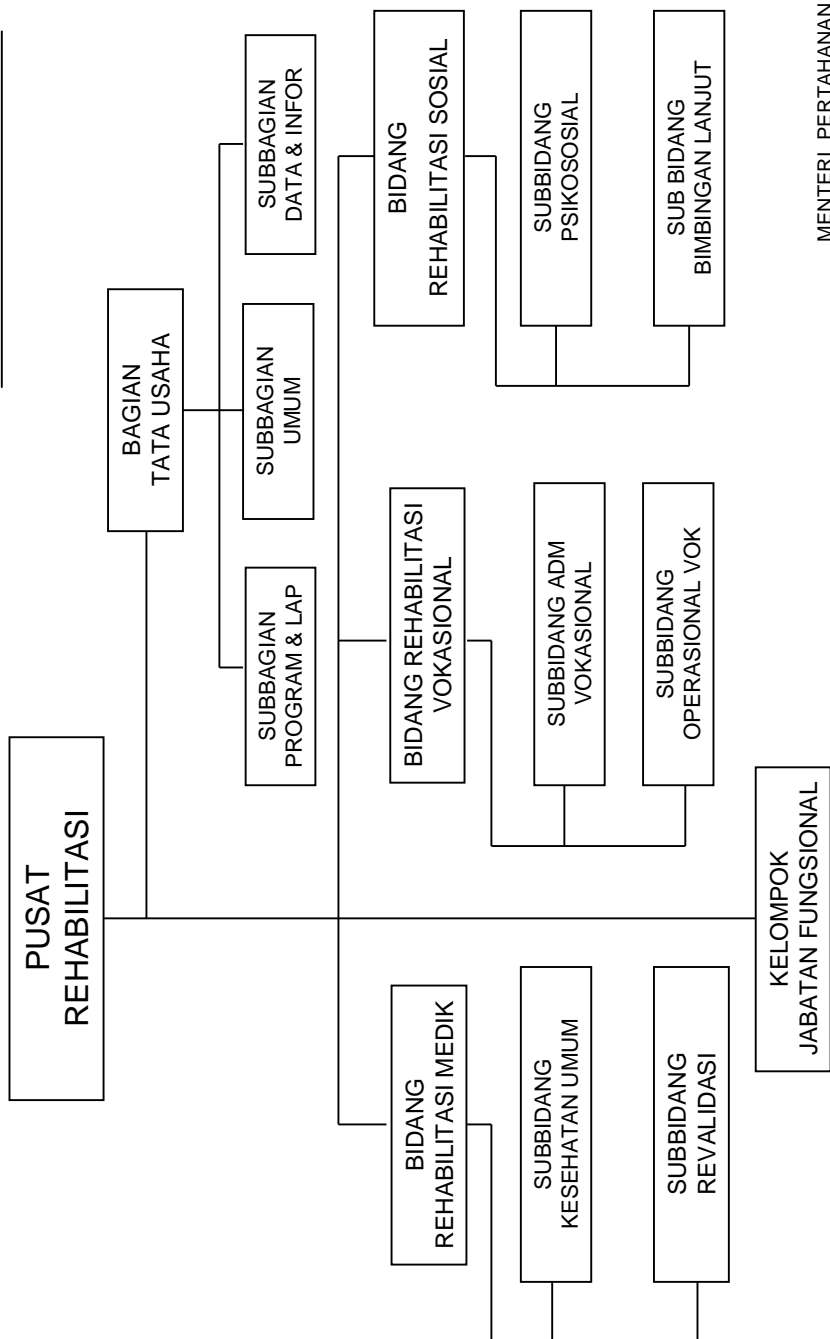 PUSAT
REHABILITASI
BAGIAN
TATA USAHA
SUBBAGIAN
PROGRAM & LAP
SUBBAGIAN
UMUM
SUBBAGIAN
DATA & INFOR
BIDANG
REHABILITASI MEDIK
BIDANG REHABILITASI
VOKASIONAL
BIDANG
REHABILITASI SOSIAL
SUBBIDANG
KESEHATAN UMUM
SUBBIDANG ADM
VOKASIONAL
SUBBIDANG
PSIKOSOSIAL
SUBBIDANG
REVALIDASI
SUBBIDANG
OPERASIONAL VOK
SUB BIDANG
BIMBINGAN LANJUT
KELOMPOK
JABATAN FUNGSIONAL
MENTERI PERTAHANAN